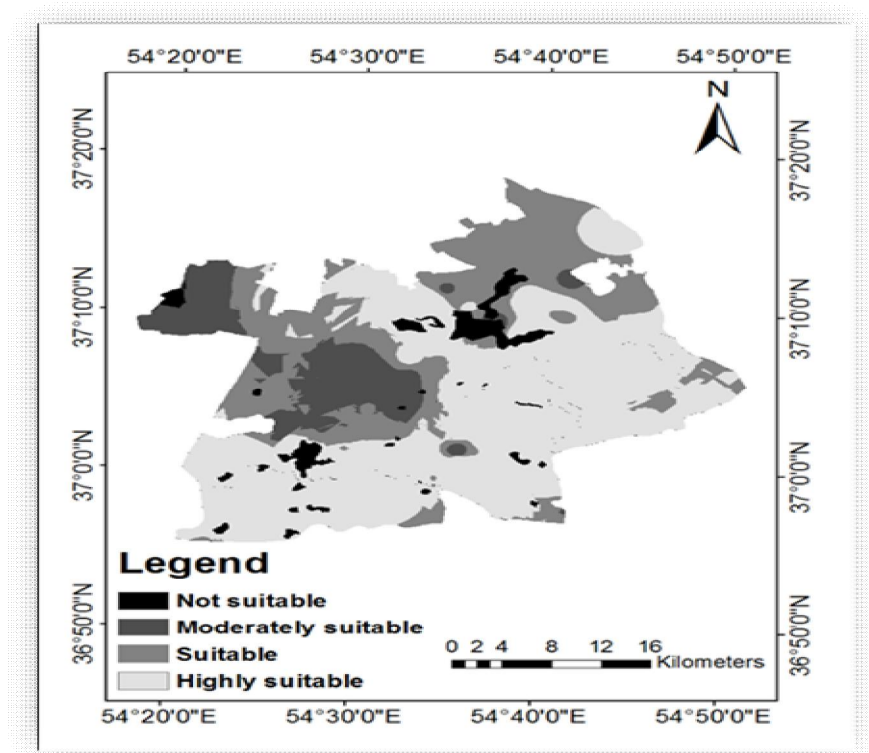 54°20'0"E 54°30'0"E 54°40'0"E 54°50'0"E
N
37°20'0"N
37°20'0"N
37°10'0"N
37°10'0"N
37°0'0"N
37°0'0"N
36°50'0"N
36°50'0"N
Legend
Not suitable
Moderately suitable
Suitable
Highly suitable
0 2 4 8 12 16
Kilometers
54°20'0"E 54°30'0"E 54°40'0"E 54°50'0"E